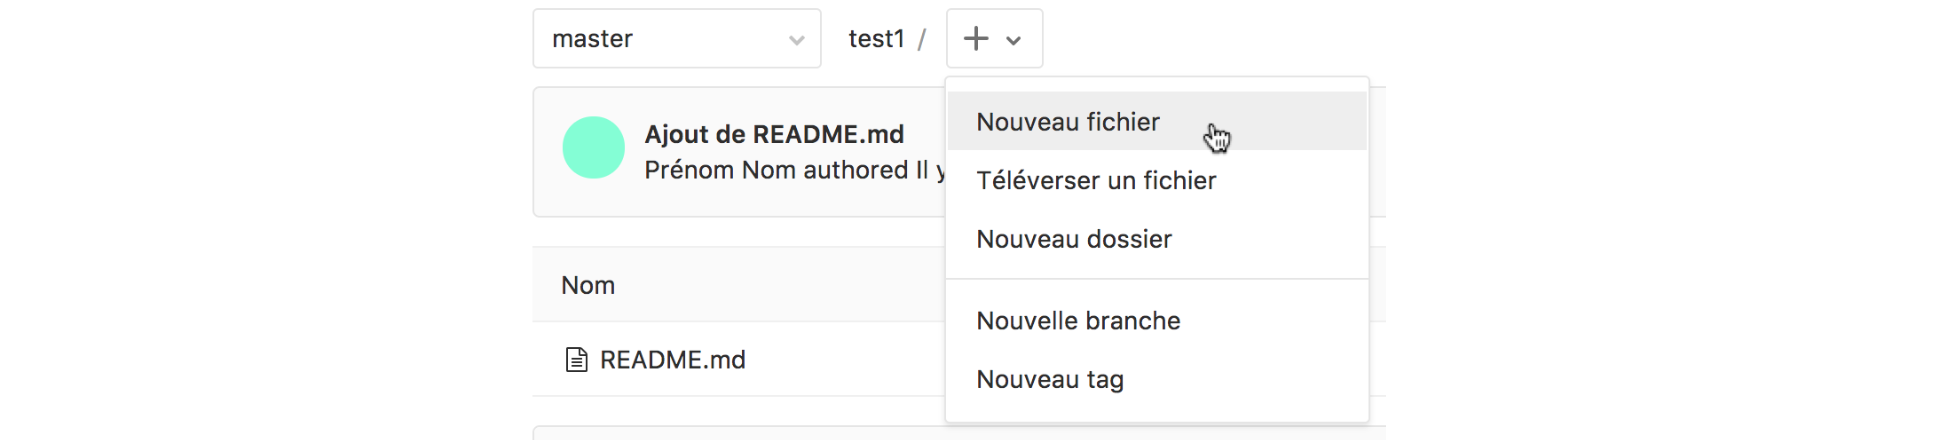 master
test1 /
Ajout de README.md
Prénom Nom authored Il y
Nouveau fichier
Téléverser un fichier
Nouveau dossier
Nouvelle branche
Nouveau tag
Nom
README.md